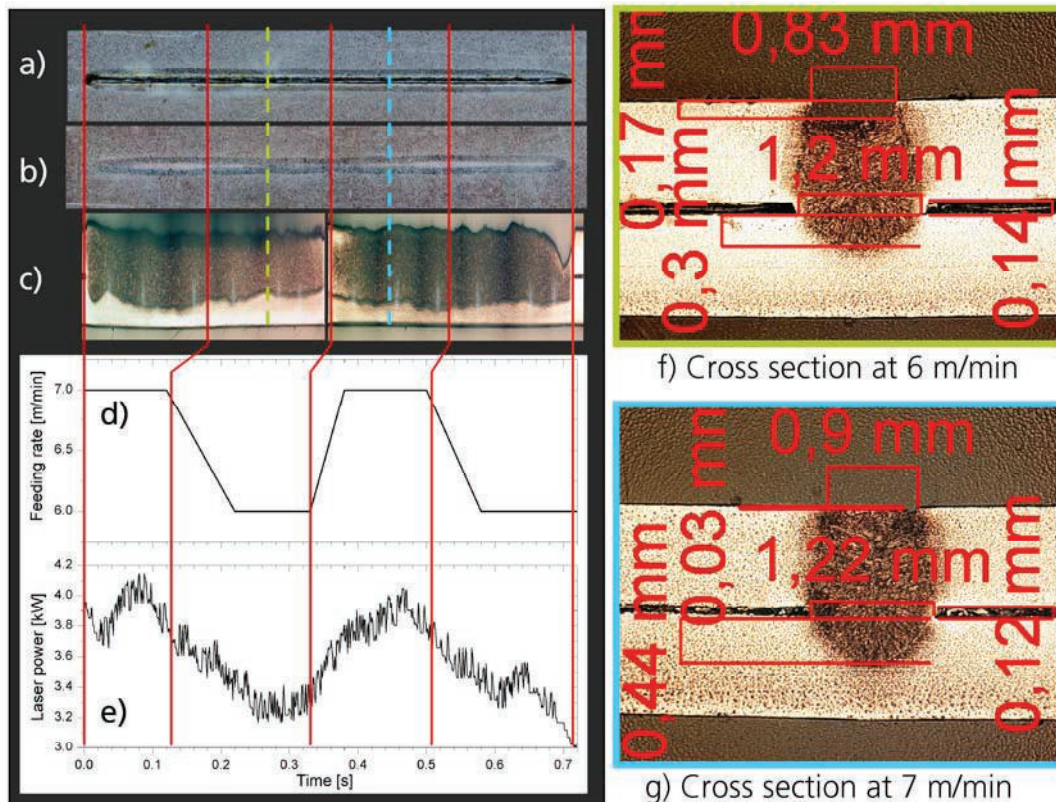 a)
b)
c)
d)
Feeding rate [m/min]
7.0
6.5
6.0
e)
Laser power [kW]
4.2
4.0
3.8
3.6
3.4
3.2
3.0
0.0 0.1 0.2 0.3 0.4 0.5 0.6 0.7
Time [s]
0,83 mm
0,17 mm
1,2 mm
0,3 mm
0,14 mm
f) Cross section at 6 m/min
0,9 mm
0,03 mm
1,22 mm
0,44 mm
0,12 mm
g) Cross section at 7 m/min